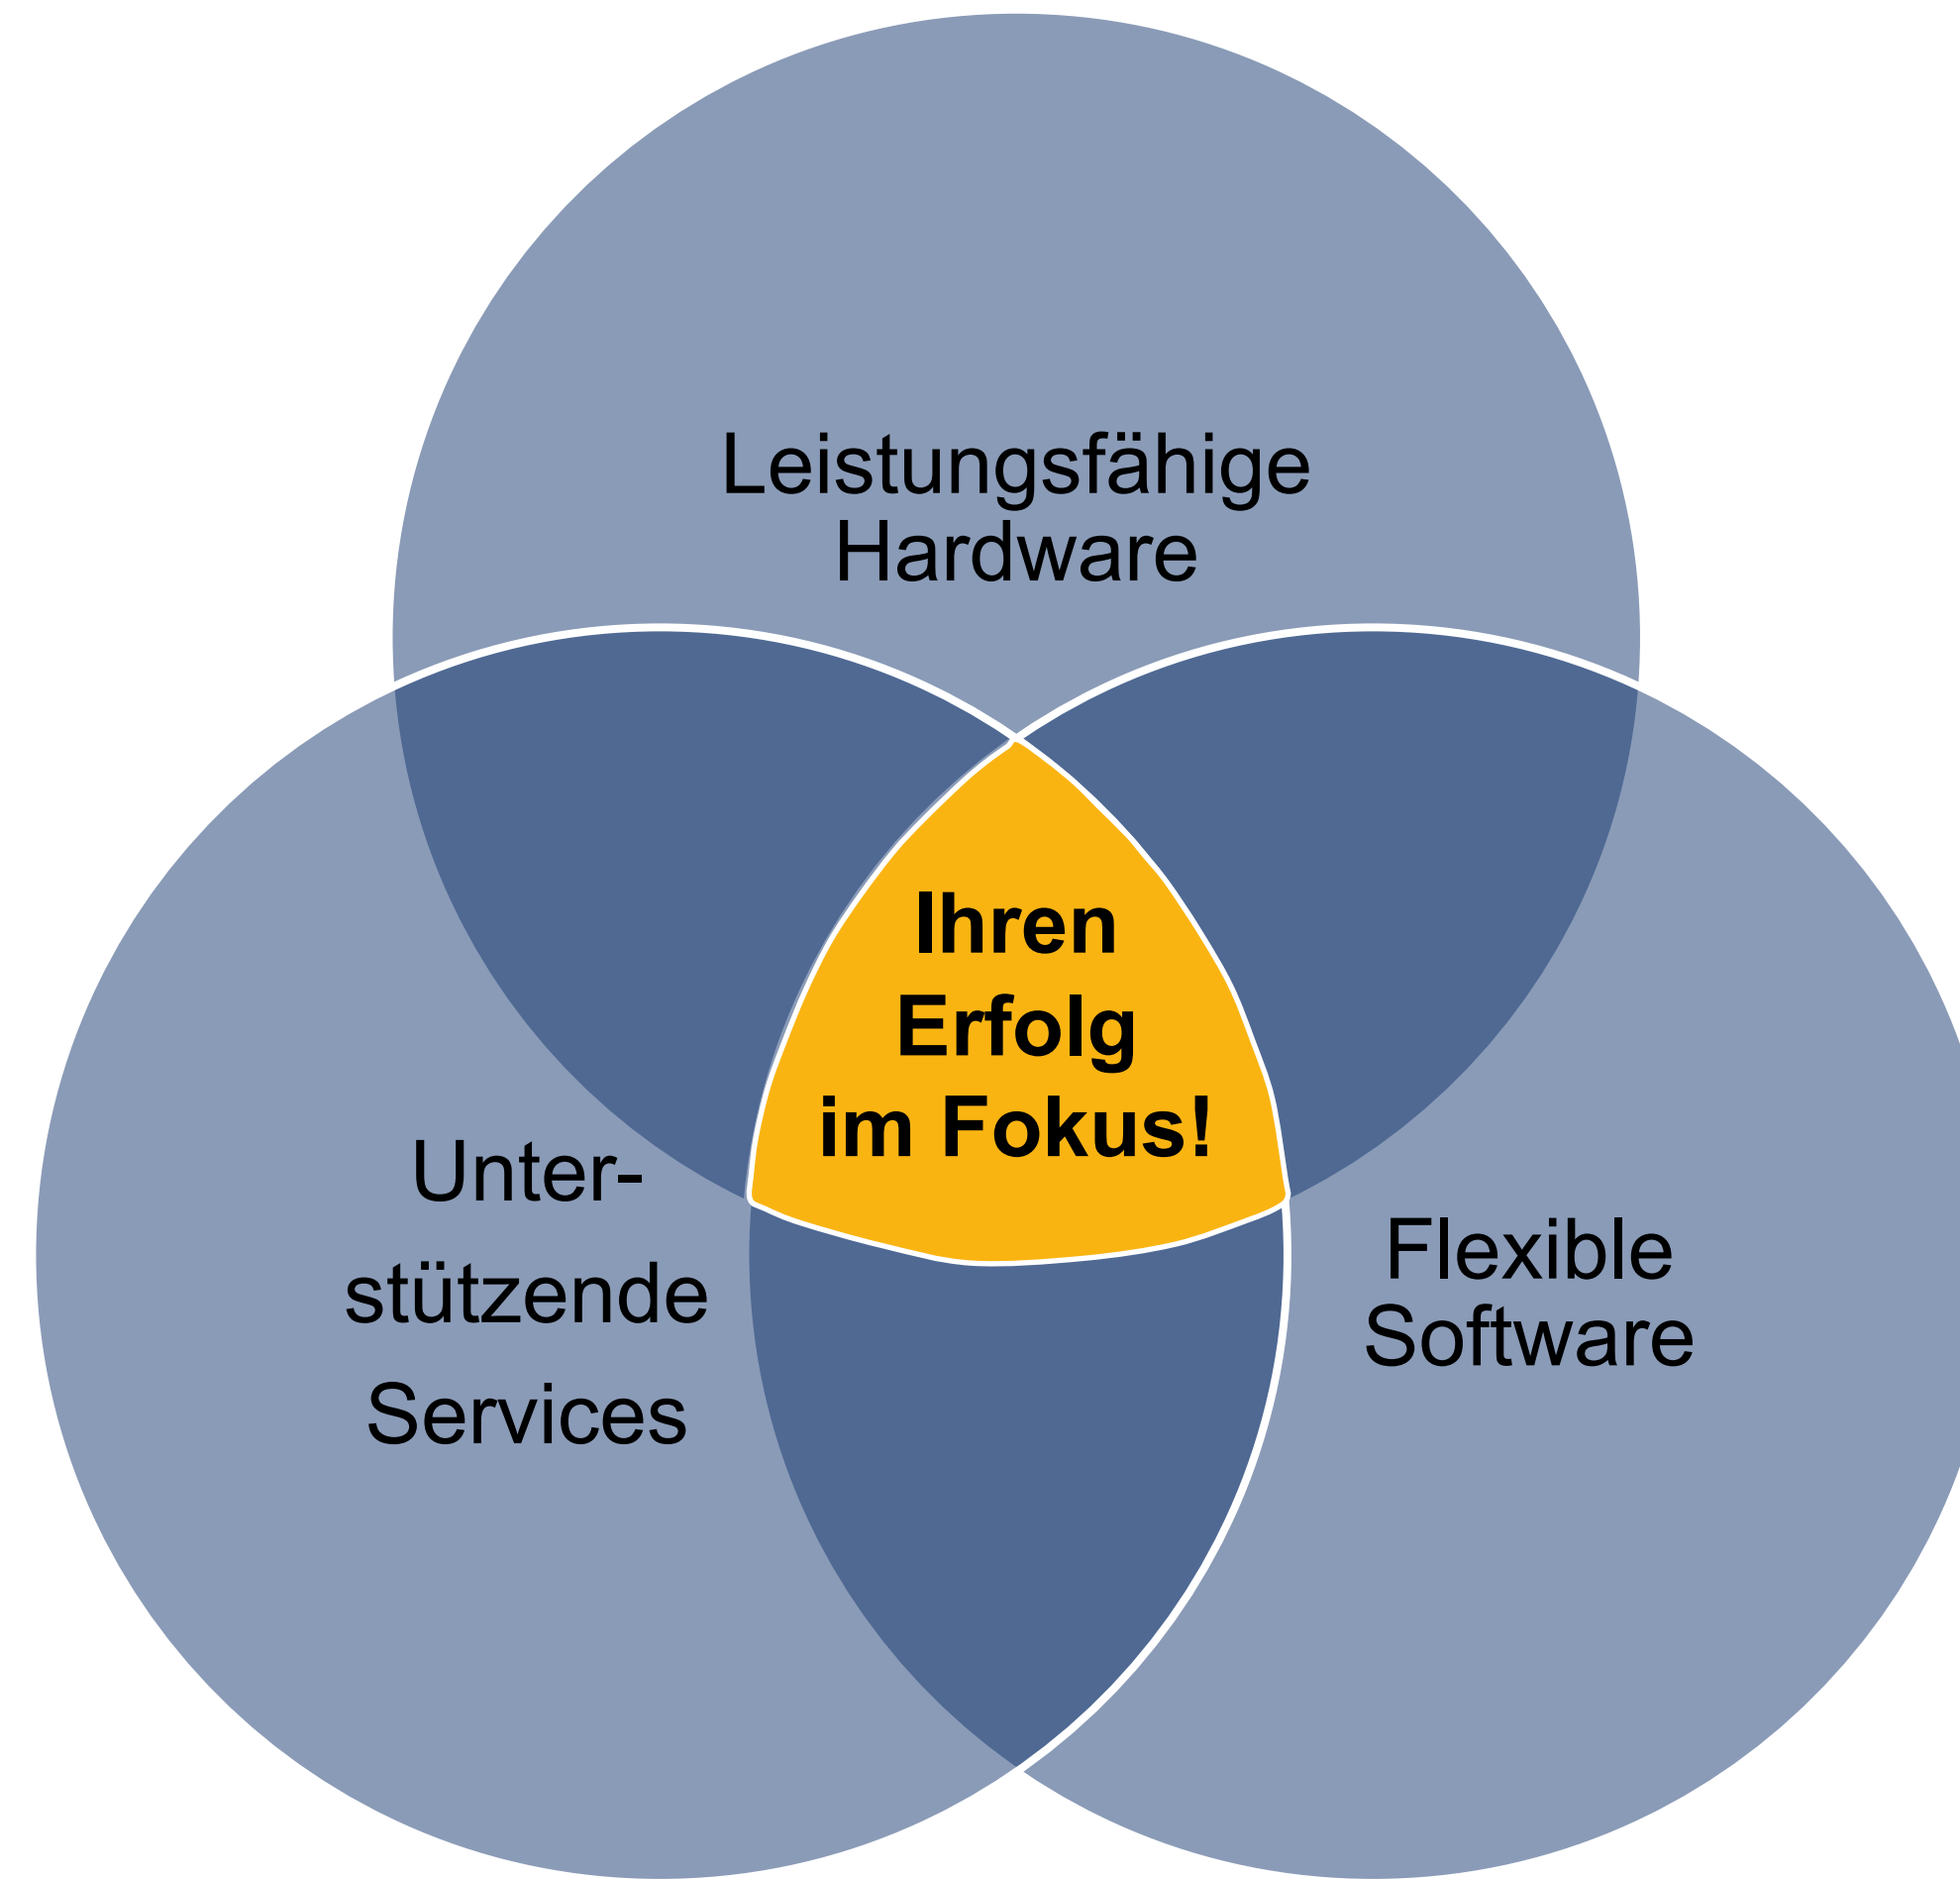 Leistungsfähige
Hardware
Ihren
Erfolg
im Fokus!
Unter-
stützende
Services
Flexible
Software